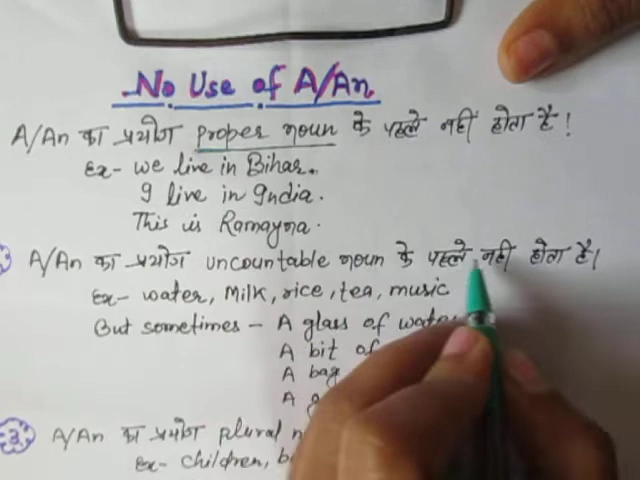 No Use of A/An
A/An का प्रयोग proper noun के पहले नहीं होता है!
Ex- we live in Bihar.
I live in India.
This is Ramayna.
A/An का प्रयोग uncountable noun के पहले नहीं होता है।
Ex- water, Milk, rice, tea, music
But sometimes - A glass of water
A bit of
A bag
A
3 A/An का प्रयोग plural
Ex- children,